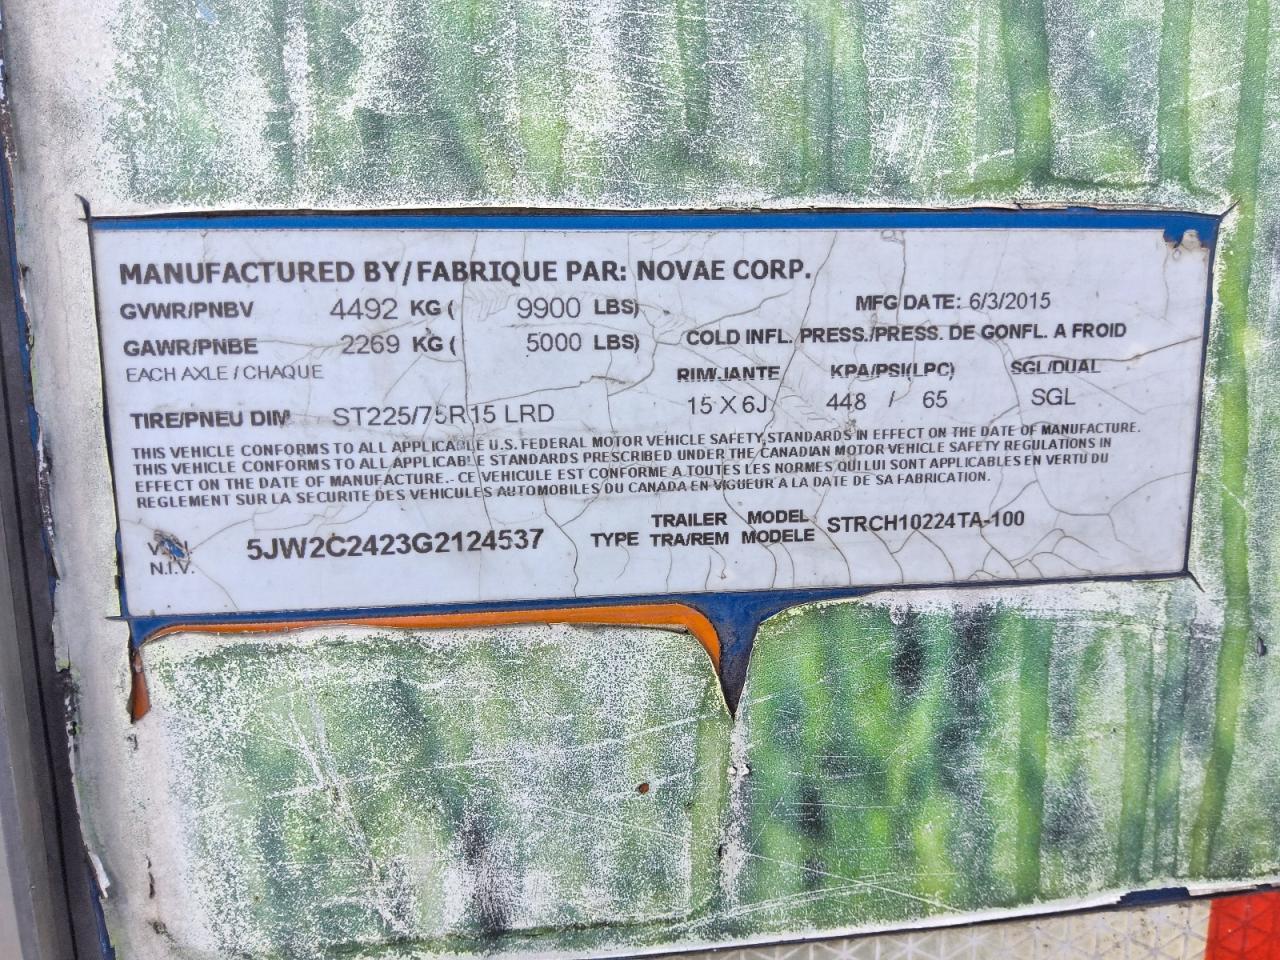 MANUFACTURED BY/FABRIQUE PAR: NOVAE CORP.
GVWR/PNBV 4492 KG ( 9900 LBS) MFG DATE: 6/3/2015
GAWR/PNBE 2269 KG ( 5000 LBS) COLD INFL. PRESS./PRESS. DE GONFL. A FROID
EACH AXLE / CHAQUE RIM/JANTE KPA/PSI(LPC) SGL/DUAL
TIRE/PNEU DIM ST225/75R15 LRD 15 X 6J 448 / 65 SGL
THIS VEHICLE CONFORMS TO ALL APPLICABLE U.S. FEDERAL MOTOR VEHICLE SAFETY STANDARDS IN EFFECT ON THE DATE OF MANUFACTURE.
THIS VEHICLE CONFORMS TO ALL APPLICABLE STANDARDS PRESCRIBED UNDER THE CANADIAN MOTOR VEHICLE SAFETY REGULATIONS IN
EFFECT ON THE DATE OF MANUFACTURE.- CE VEHICULE EST CONFORME A TOUTES LES NORMES QUI LUI SONT APPLICABLES EN VERTU DU
REGLEMENT SUR LA SECURITE DES VEHICULES AUTOMOBILES DU CANADA EN VIGUEUR A LA DATE DE SA FABRICATION.
TRAILER MODEL STRCH10224TA-100
5JW2C2423G2124537 TYPE TRA/REM MODELE
N.I.V.